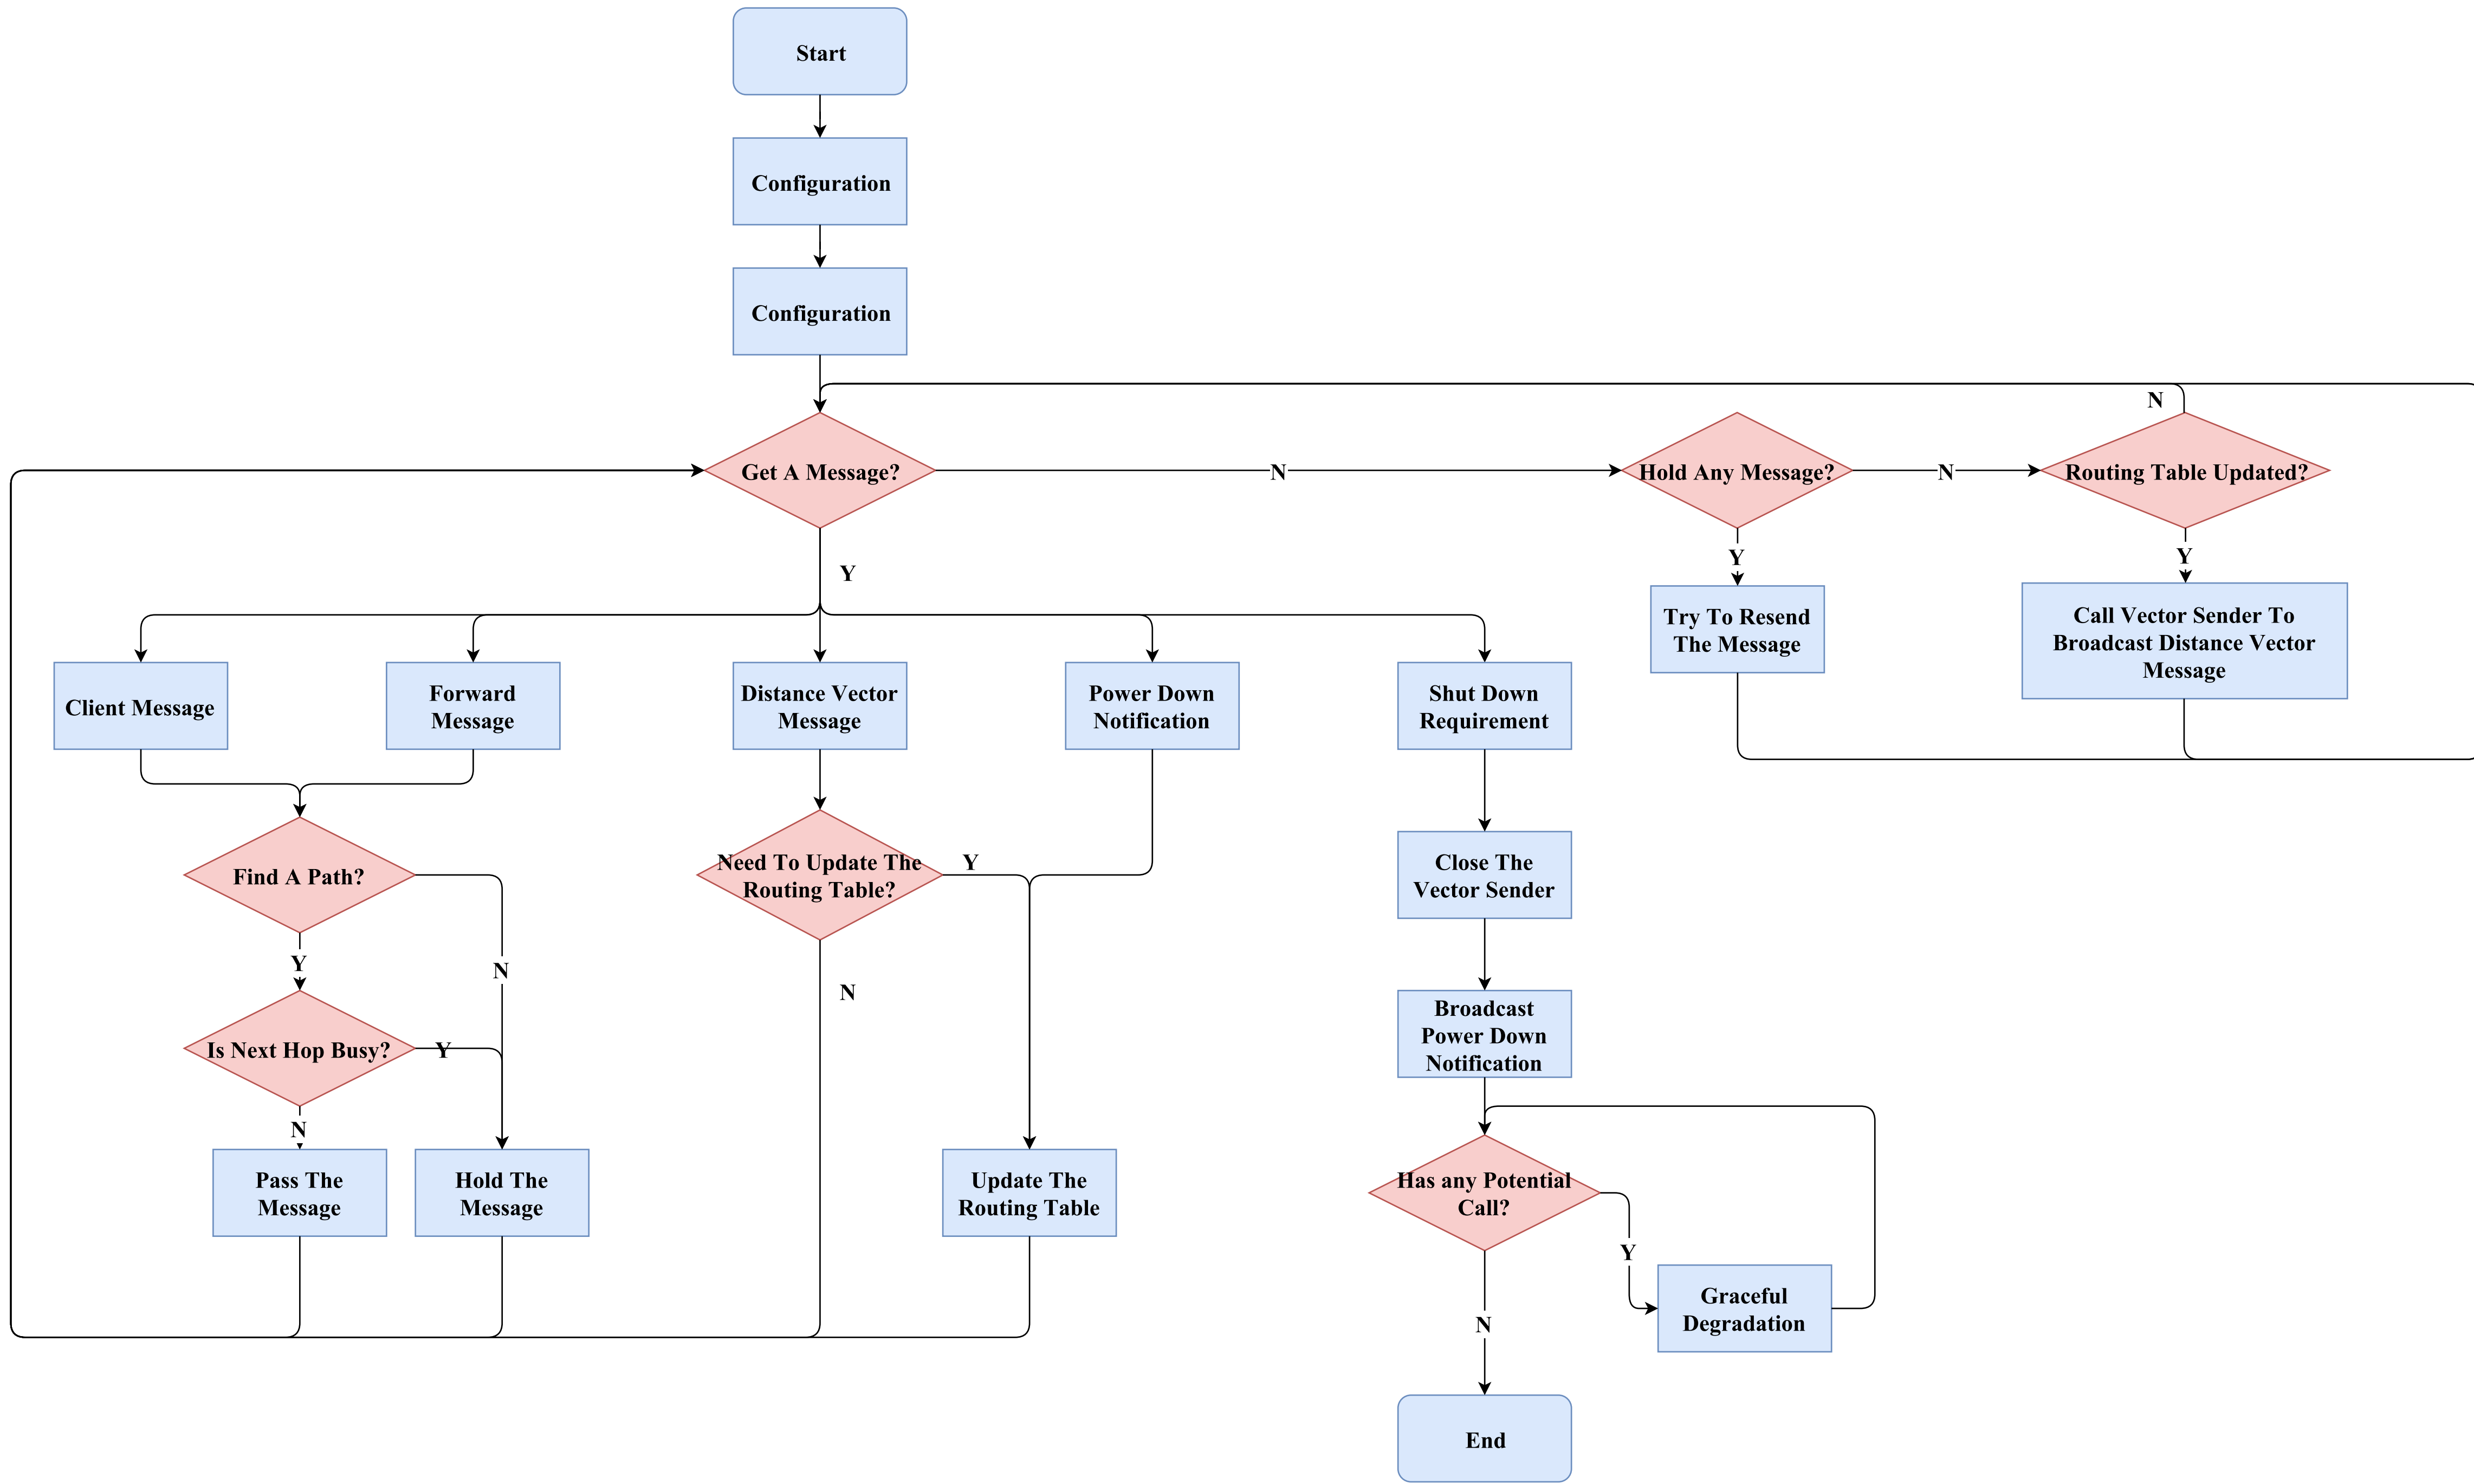 Start
Configuration
Configuration
N
Get A Message?
N
Hold Any Message?
N
Routing Table Updated?
Y
Y
Y
Try To Resend
The Message
Call Vector Sender To
Broadcast Distance Vector
Message
Client Message
Forward
Message
Distance Vector
Message
Power Down
Notification
Shut Down
Requirement
Find A Path?
Need To Update The
Routing Table?
Y
Close The
Vector Sender
Y
N
N
Is Next Hop Busy?
Y
Broadcast
Power Down
Notification
N
Pass The
Message
Hold The
Message
Update The
Routing Table
Has any Potential
Call?
Y
Graceful
Degradation
N
End